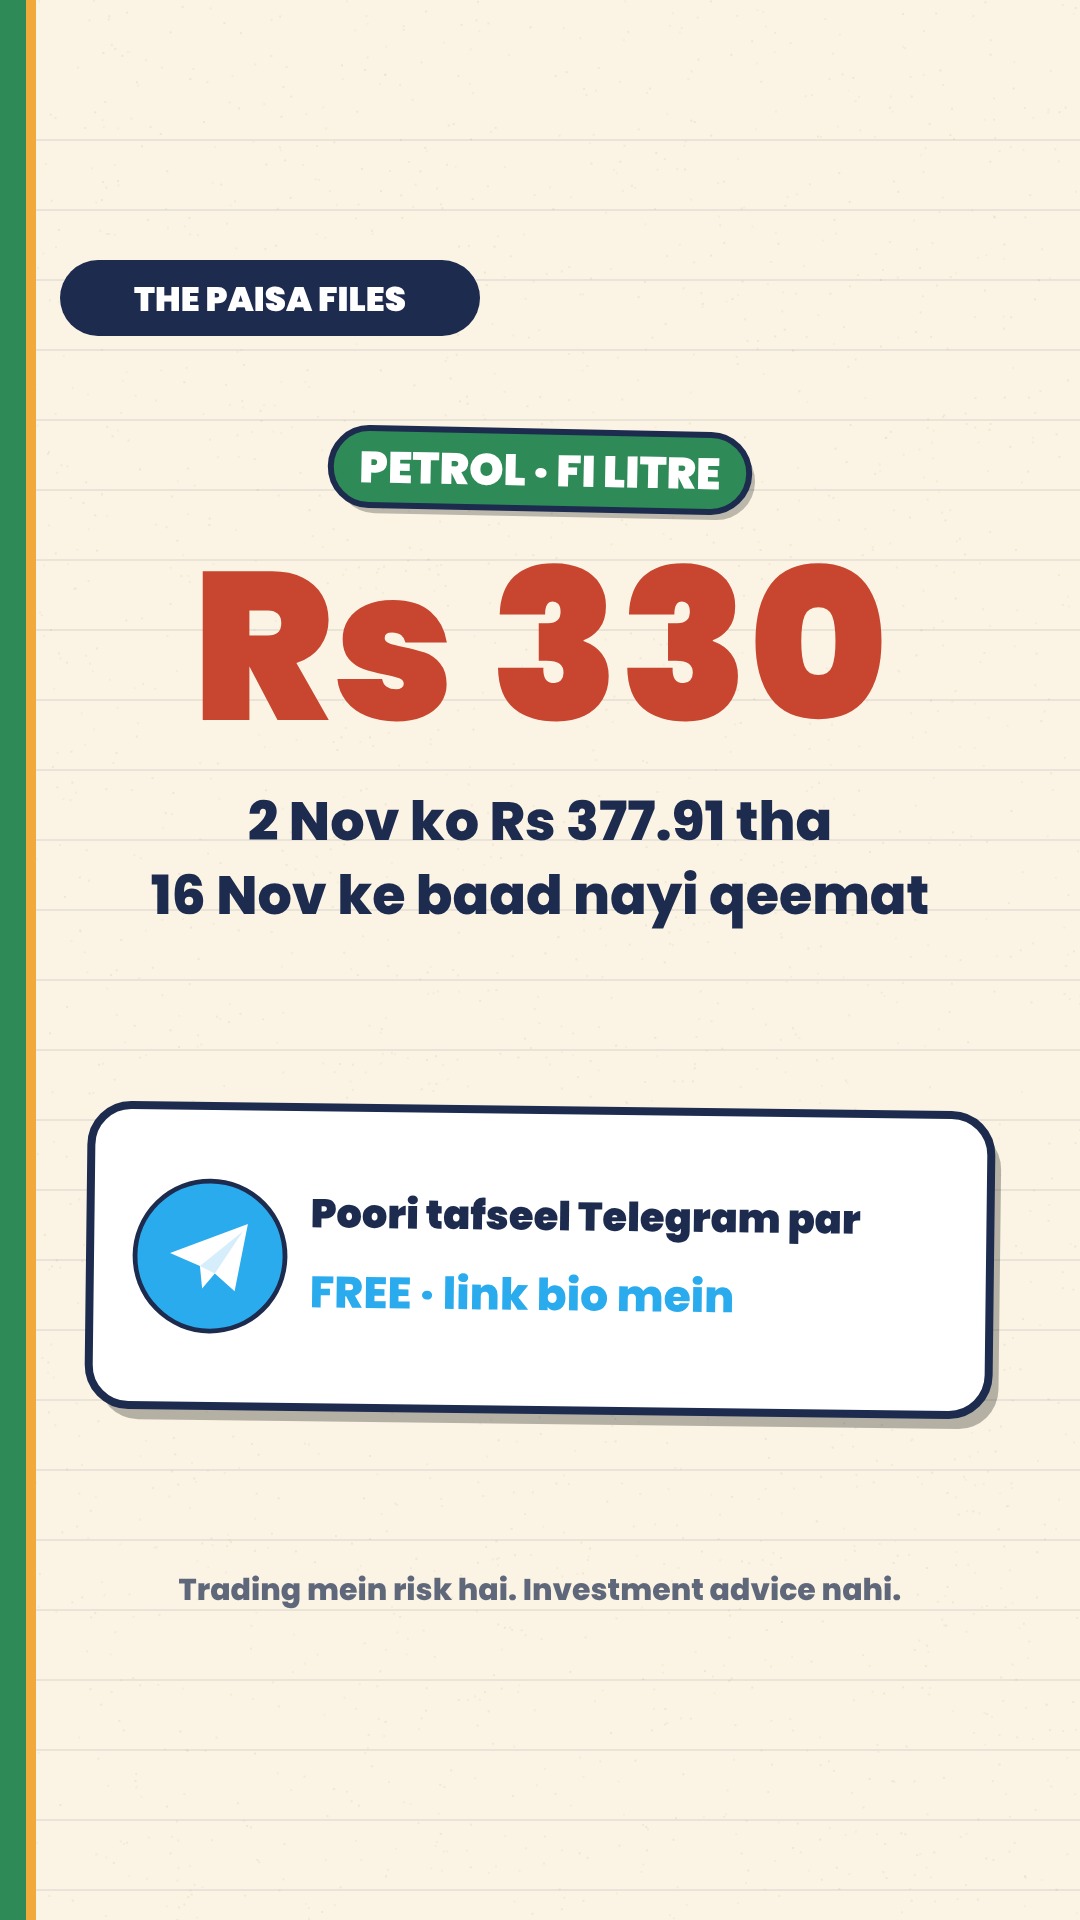 THE PAISA FILES
PETROL · FI LITRE
Rs 330
2 Nov ko Rs 377.91 tha
16 Nov ke baad nayi qeemat
Poori tafseel Telegram par
FREE · link bio mein
Trading mein risk hai. Investment advice nahi.